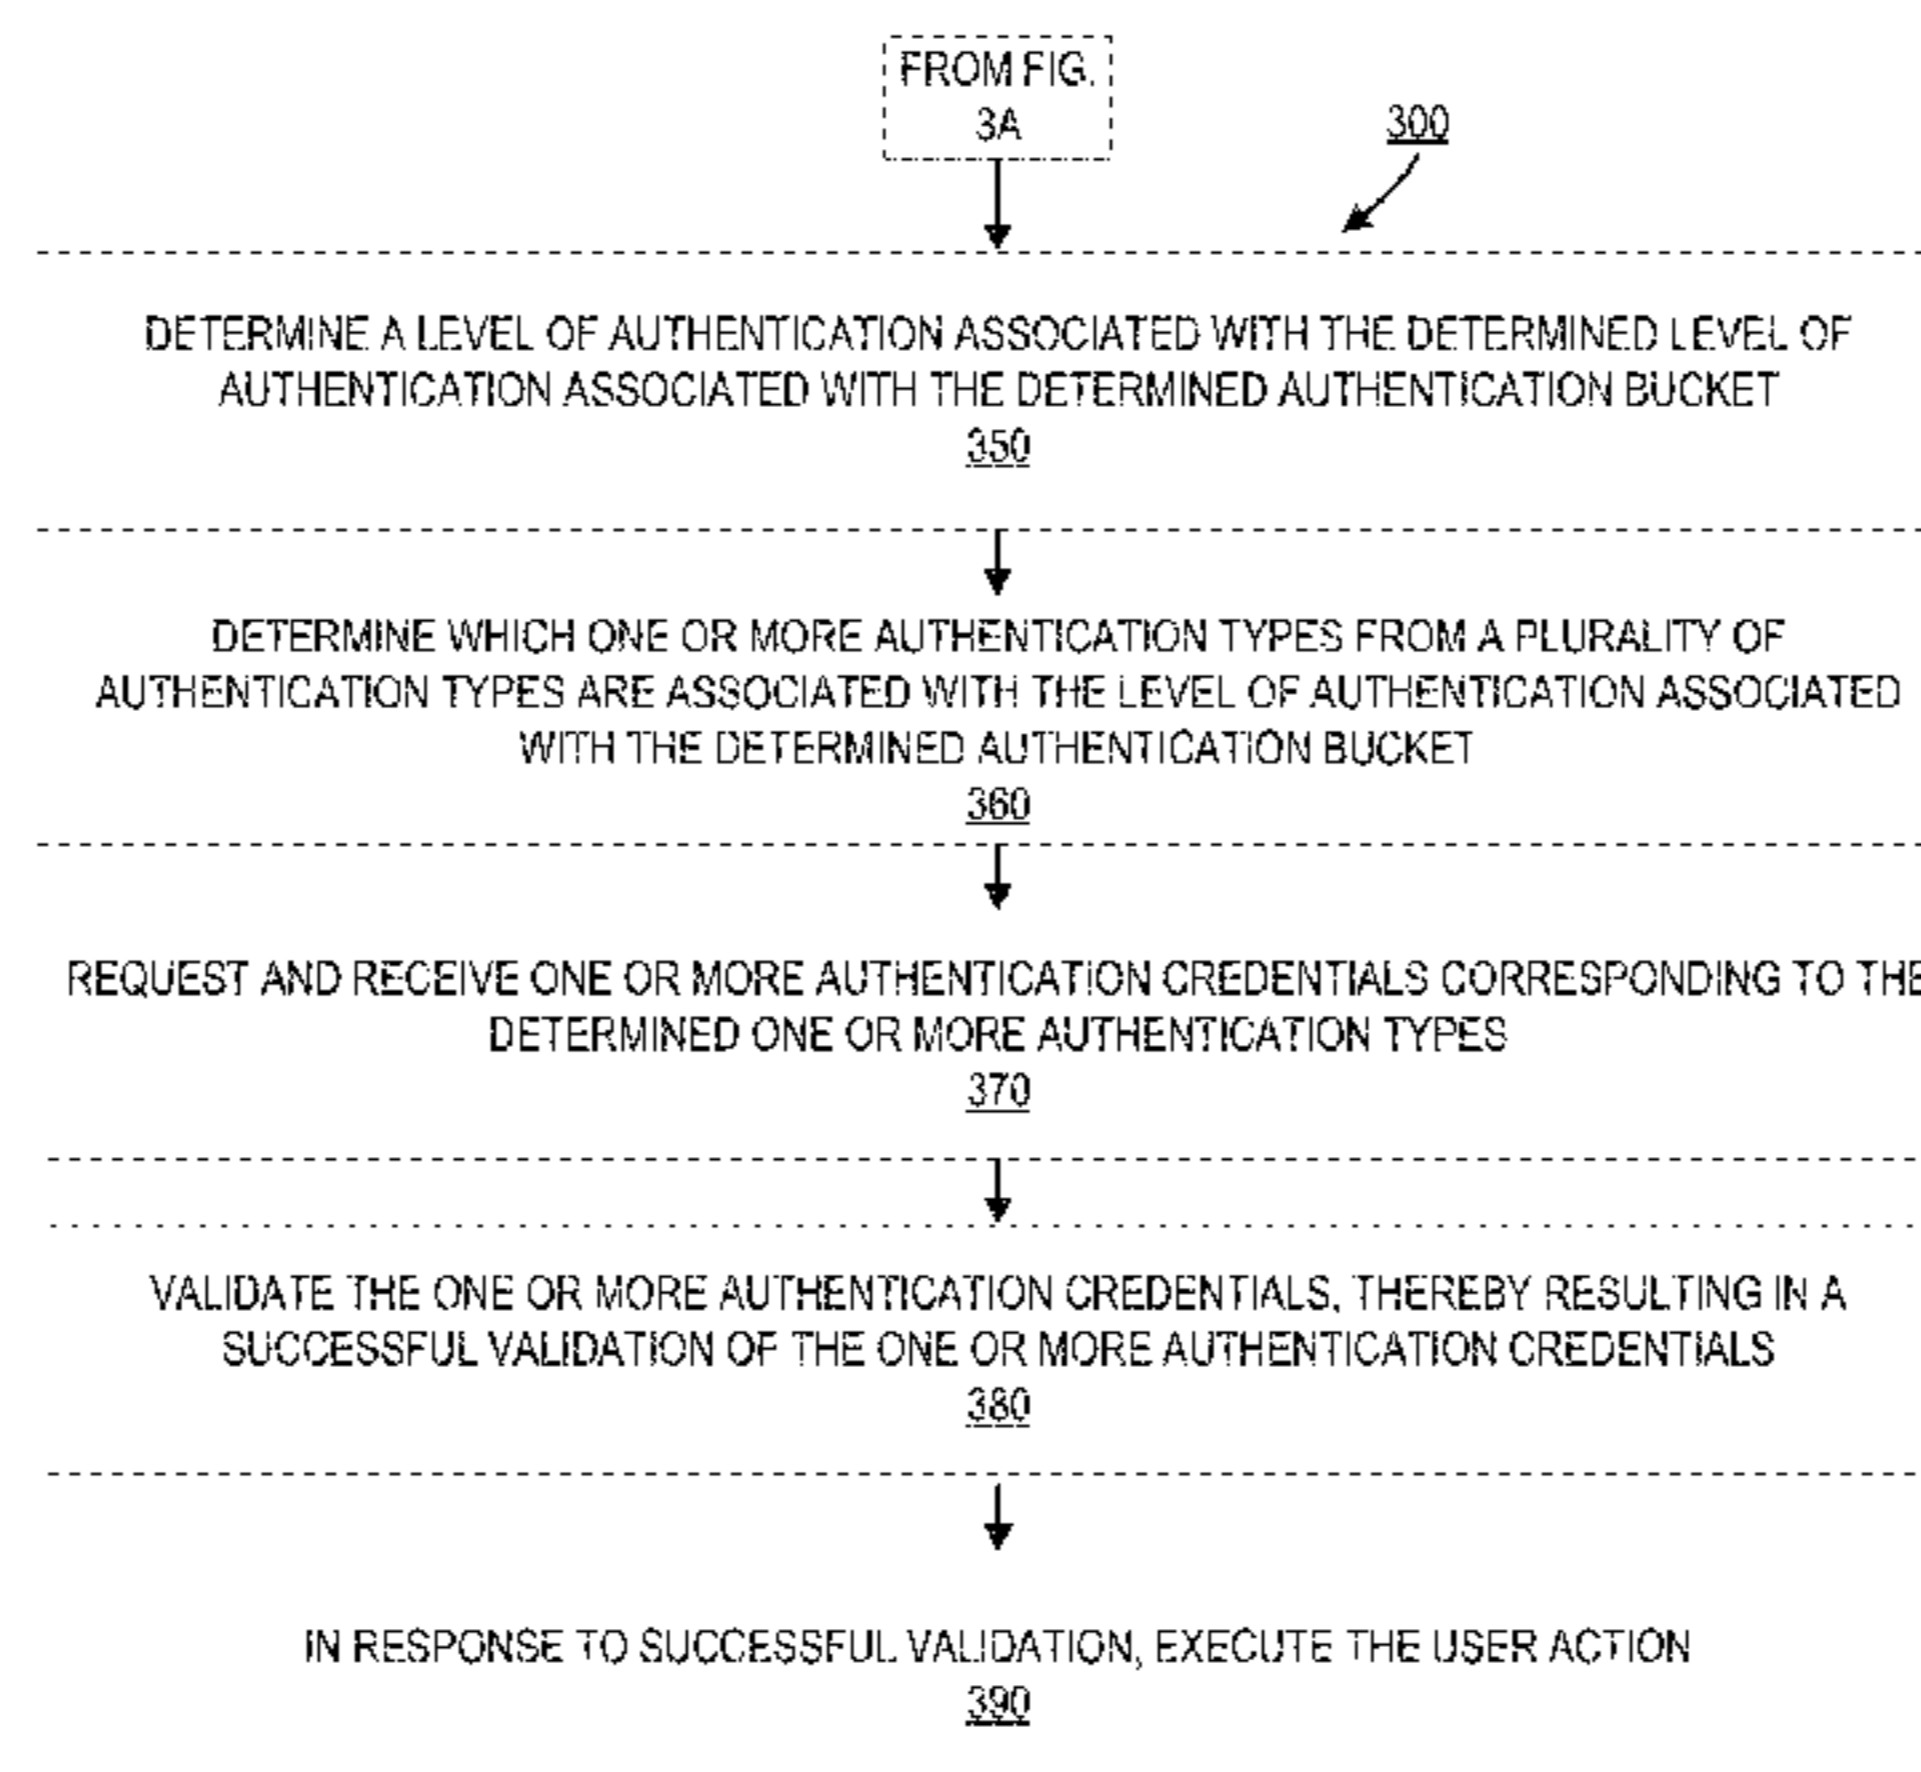 FROM FIG.
3A
300
DETERMINE A LEVEL OF AUTHENTICATION ASSOCIATED WITH THE DETERMINED LEVEL OF
AUTHENTICATION ASSOCIATED WITH THE DETERMINED AUTHENTICATION BUCKET
350
DETERMINE WHICH ONE OR MORE AUTHENTICATION TYPES FROM A PLURALITY OF
AUTHENTICATION TYPES ARE ASSOCIATED WITH THE LEVEL OF AUTHENTICATION ASSOCIATED
WITH THE DETERMINED AUTHENTICATION BUCKET
360
REQUEST AND RECEIVE ONE OR MORE AUTHENTICATION CREDENTIALS CORRESPONDING TO THE
DETERMINED ONE OR MORE AUTHENTICATION TYPES
370
VALIDATE THE ONE OR MORE AUTHENTICATION CREDENTIALS, THEREBY RESULTING IN A
SUCCESSFUL VALIDATION OF THE ONE OR MORE AUTHENTICATION CREDENTIALS
380
IN RESPONSE TO SUCCESSFUL VALIDATION, EXECUTE THE USER ACTION
390